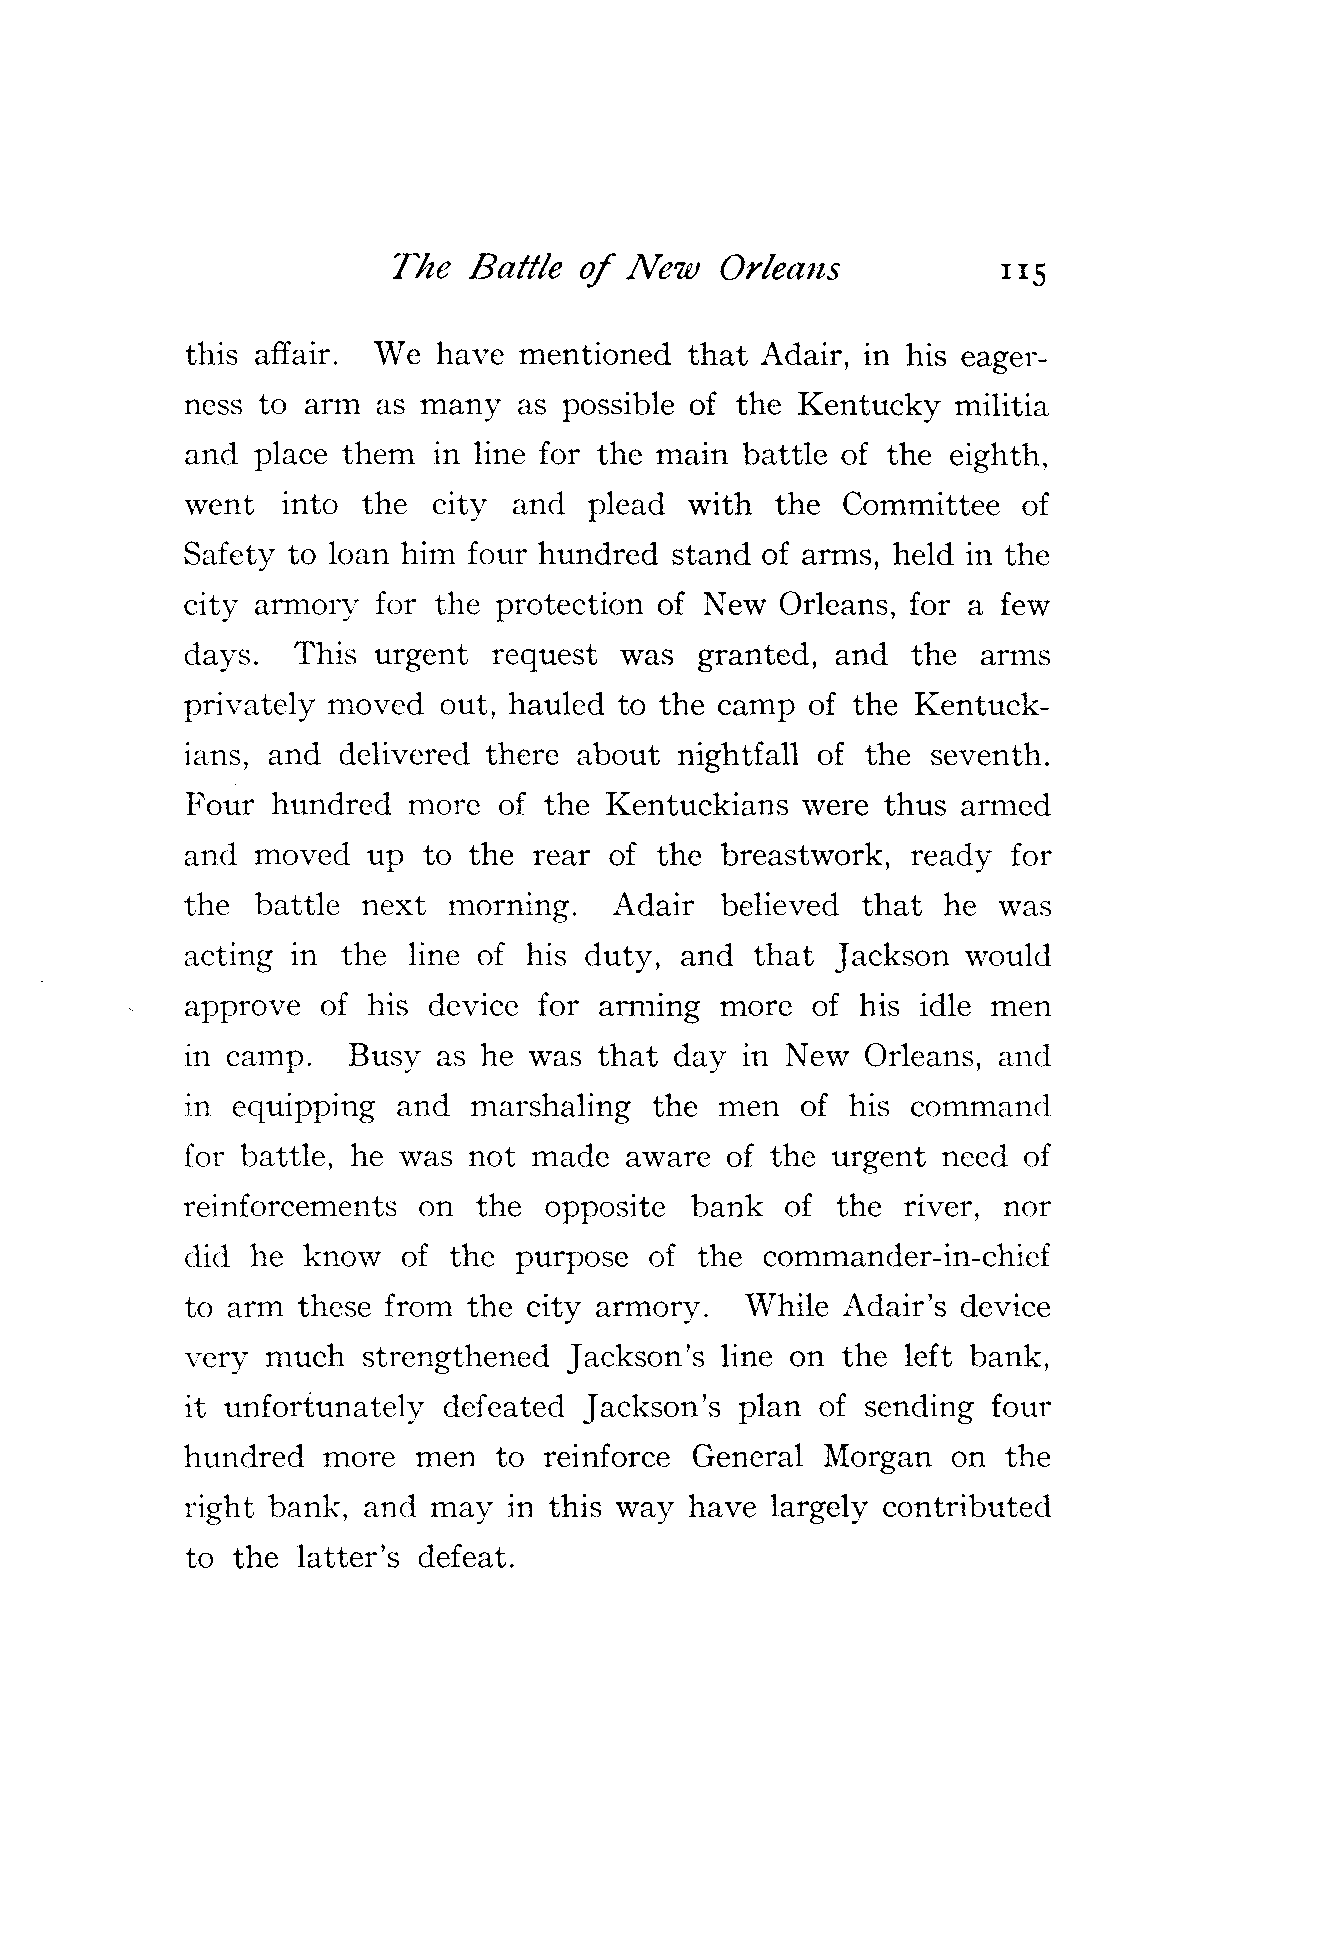 The Battle of New Orleans 115
this affair. We have mentioned that Adair, in his eager-
ness to arm as many as possible of the Kentucky militia
and place them in line for the main battle of the eighth,
went into the city and plead with the Committee of
Safety to loan him four hundred stand of arms, held in the
city armory for the protection of New Orleans, for a few
days. This urgent request was granted, and the arms
privately moved out, hauled to the camp of the Kentuck-
ians, and delivered there about nightfall of the seventh.
Four hundred more of the Kentuckians were thus armed
and moved up to the rear of the breastwork, ready for
the battle next morning. Adair believed that he was
acting in the line of his duty, and that Jackson would
approve of his device for arming more of his idle men
in camp. Busy as he was that day in New Orleans, and
in equipping and marshaling the men of his command
for battle, he was not made aware of the urgent need of
reinforcements on the opposite bank of the river, nor
did he know of the purpose of the commander-in-chief
to arm these from the city armory. While Adair's device
very much strengthened Jackson's line on the left bank,
it unfortunately defeated Jackson's plan of sending four
hundred more men to reinforce General Morgan on the
right bank, and may in this way have largely contributed
to the latter's defeat.